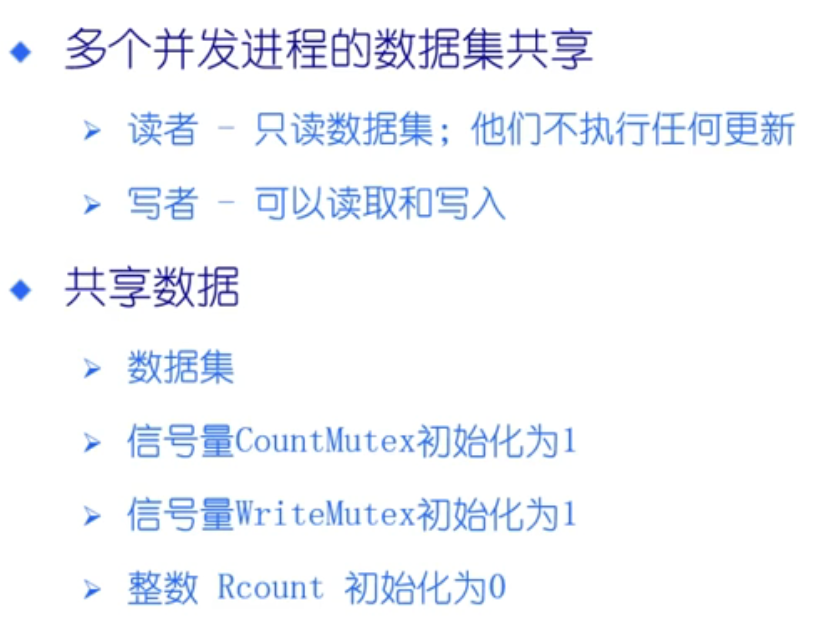 多个并发进程的数据集共享
读者 - 只读数据集；他们不执行任何更新
写者 - 可以读取和写入
共享数据
数据集
信号量CountMutex初始化为1
信号量WriteMutex初始化为1
整数 Rcount 初始化为0